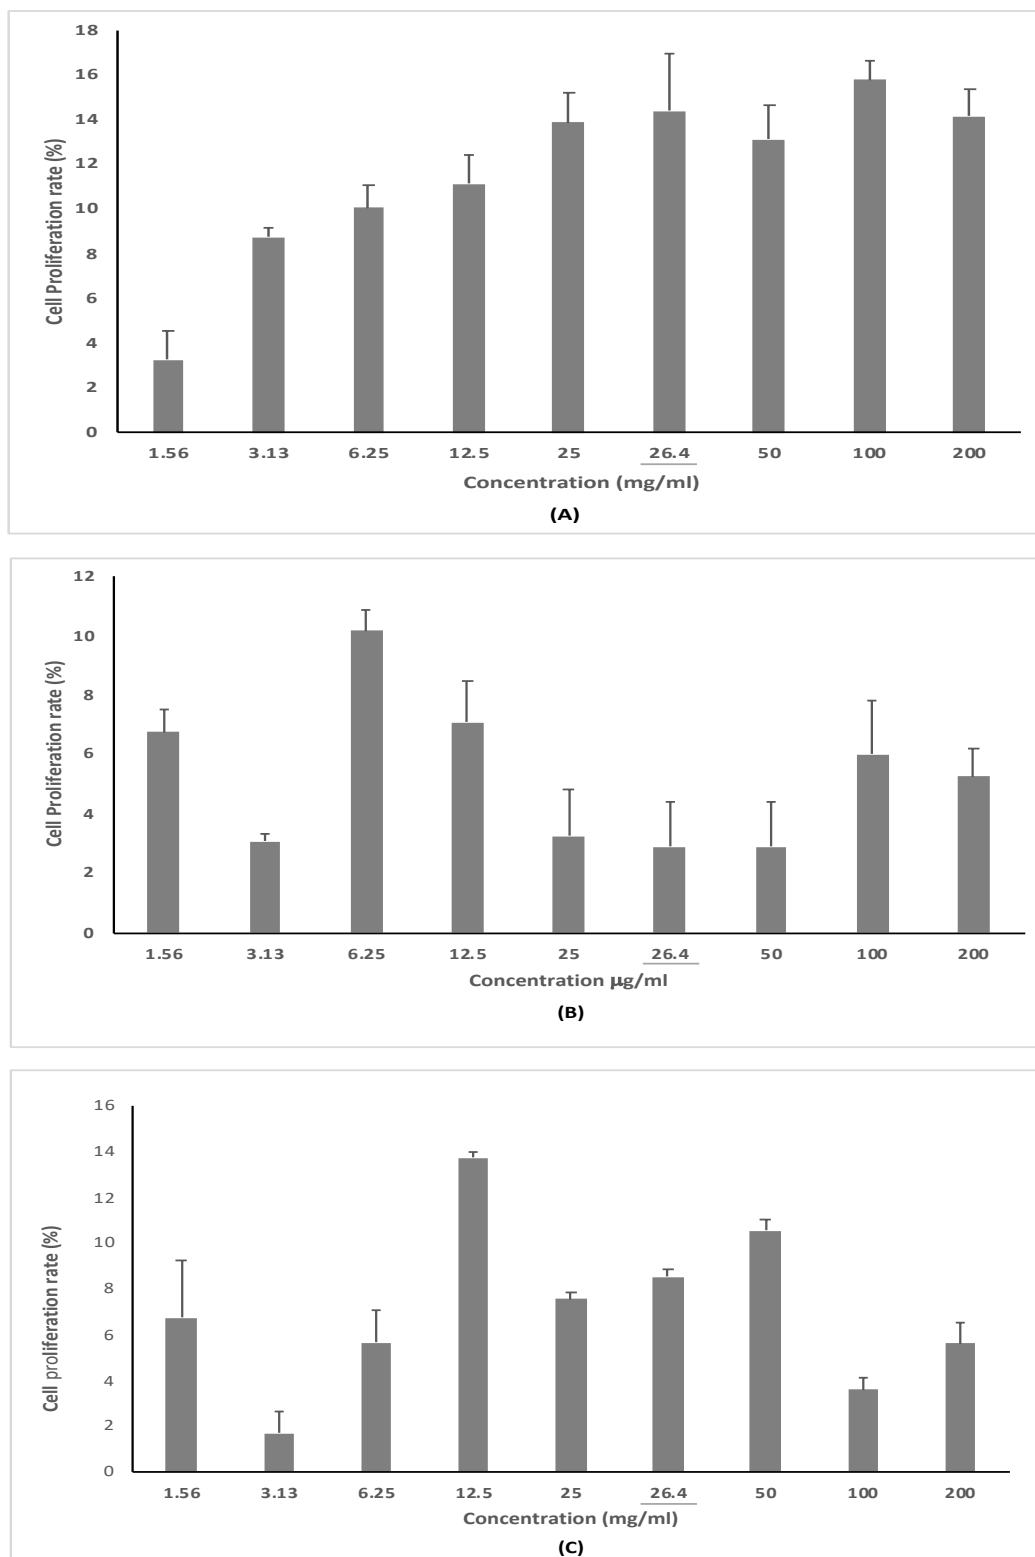 18
16
14
12
10
8
6
4
2
0
Cell Proliferation rate (%)
1.56 3.13 6.25 12.5 25 26.4 50 100 200
Concentration (mg/ml)
(A)
12
10
8
6
4
2
0
Cell Proliferation rate (%)
1.56 3.13 6.25 12.5 25 26.4 50 100 200
Concentration µg/ml
(B)
16
14
12
10
8
6
4
2
0
Cell proliferation rate (%)
1.56 3.13 6.25 12.5 25 26.4 50 100 200
Concentration (mg/ml)
(C)